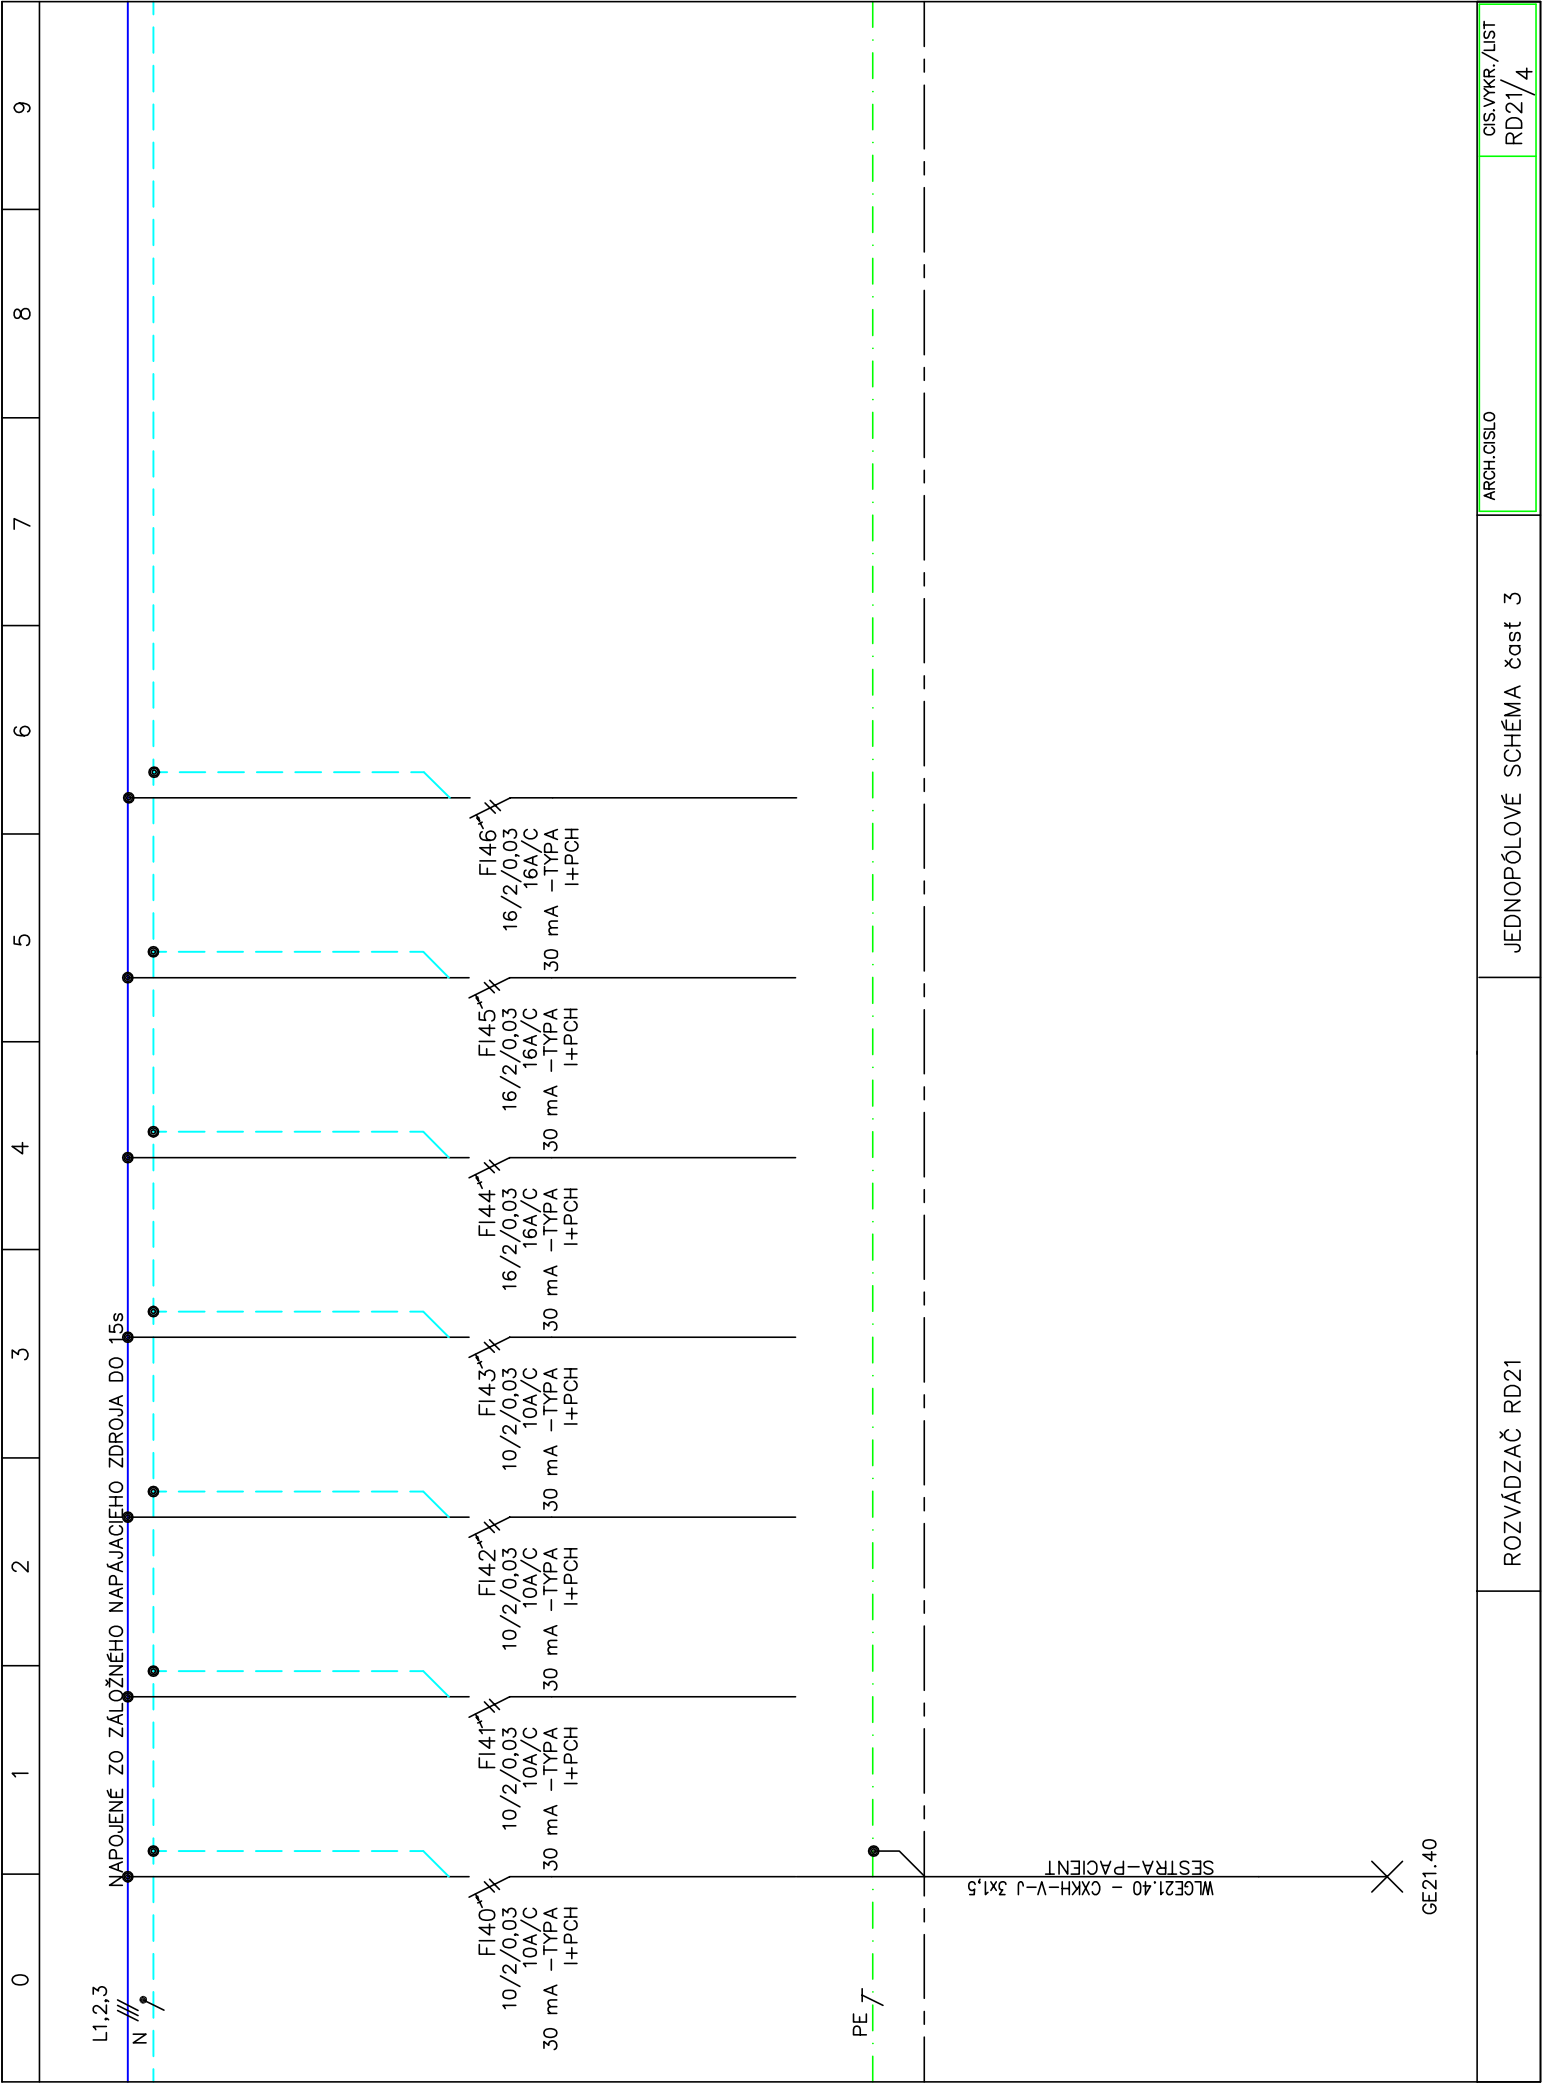 0 1 2 3 4 5 6 7 8 9
L1,2,3
NAPOJENÉ ZO ZÁLOŽNÉHO NAPÁJACIEHO ZDROJA DO 15s
N
FI40
10/2/0,03
10A/C
30 mA -TYPA
I+PCH
FI41
10/2/0,03
10A/C
30 mA -TYPA
I+PCH
FI42
10/2/0,03
10A/C
30 mA -TYPA
I+PCH
FI43
10/2/0,03
10A/C
30 mA -TYPA
I+PCH
FI44
16/2/0,03
16A/C
30 mA -TYPA
I+PCH
FI45
16/2/0,03
16A/C
30 mA -TYPA
I+PCH
FI46
16/2/0,03
16A/C
30 mA -TYPA
I+PCH
PE
WLGE21.40 - CXKH-V-J 3x1,5
SESTRA-PACIENT
GE21.40
ROZVÁDZAČ RD21
JEDNOPÓLOVÉ SCHÉMA časť 3
ARCH.CISLO
CIS.VYKR./LIST
RD21/4